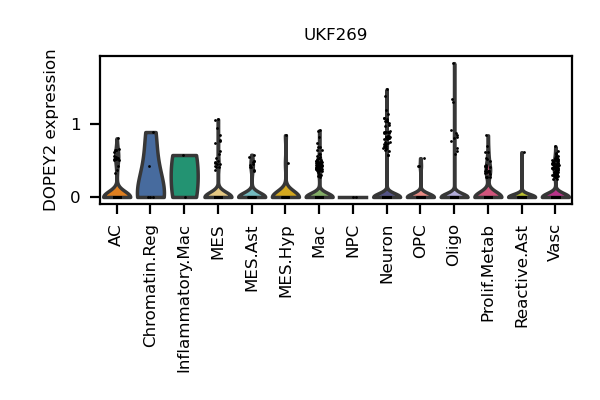 UKF269
DOPEY2 expression
1
0
AC
Chromatin.Reg
Inflammatory.Mac
MES
MES.Ast
MES.Hyp
Mac
NPC
Neuron
OPC
Oligo
Prolif.Metab
Reactive.Ast
Vasc